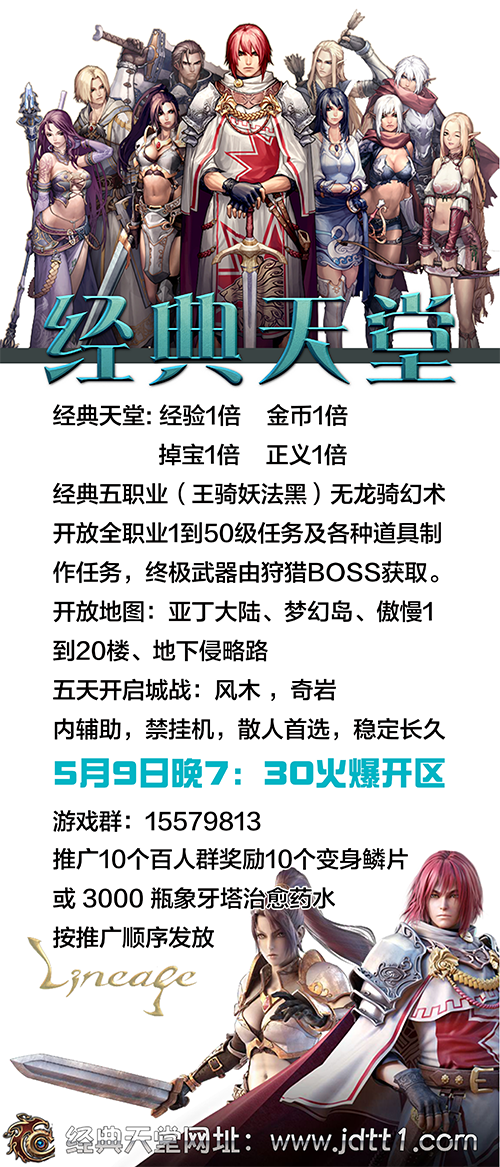 经典天堂
经典天堂: 经验1倍 金币1倍
掉宝1倍 正义1倍
经典五职业（王骑妖法黑）无龙骑幻术
开放全职业1到50级任务及各种道具制
作任务，终极武器由狩猎BOSS获取。
开放地图：亚丁大陆、梦幻岛、傲慢1
到20楼、地下侵略路
五天开启城战：风木 ，奇岩
内辅助，禁挂机，散人首选，稳定长久
5月9日晚7：30火爆开区
游戏群：15579813
推广10个百人群奖励10个变身鳞片
或 3000 瓶象牙塔治愈药水
按推广顺序发放
Lineage
经典天堂网址：www.jdtt1.com